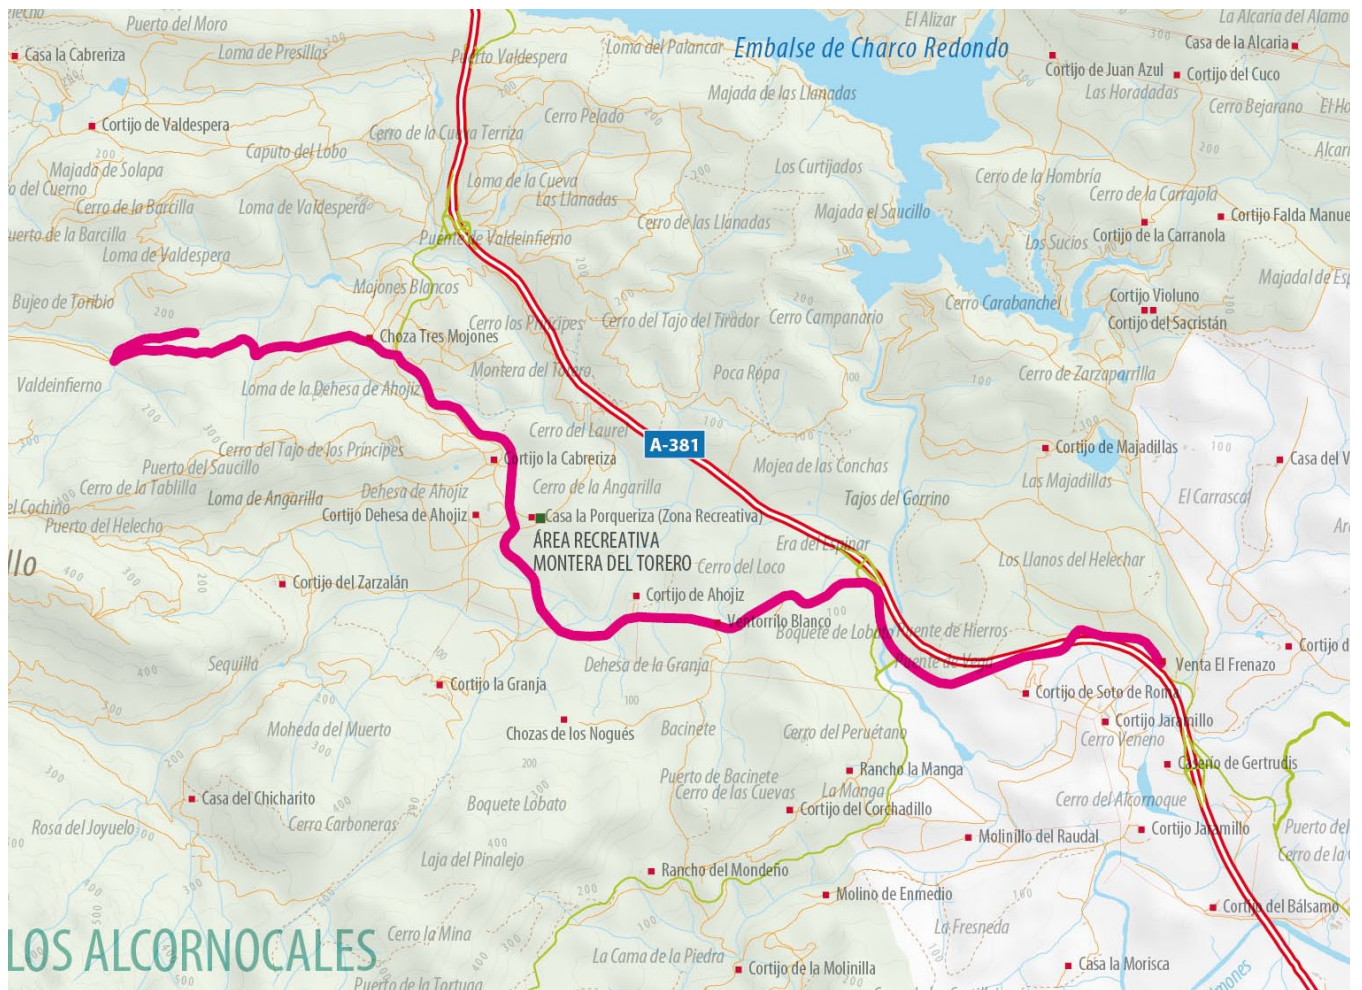 Puerto del Moro
El Alizar
La Alcaria del Álamo
Casa la Cabreriza
Loma de Presillas
200
Puerto Valdespera
Loma del Palancar
Embalse de Charco Redondo
Casa de la Alcaria
Cortijo de Juan Azul
Cortijo del Cuco
Las Horadadas
Majada de las Llanadas
Cerro Bejarano
Cortijo de Valdespera
Cerro Pelado
200
Cerro de la Cueva Terriza
Caputo del Lobo
200
Majada de Solapa
Los Curtijados
Loma de la Cueva
Las Llanadas
Cerro de la Hombría
Cerro de la Carrajola
Cerro de la Barcilla
Loma de Valdespera
Cerro de las Llanadas
Majada el Saucillo
Cortijo Falda Manue
Puente de Valdeinfierno
Cortijo de la Carranola
Los Sucios
Loma de Valdespera
Mojones Blancos
Bujeo de Toribio
Cerro Carabanchel
Cortijo Violuno
Cortijo del Sacristán
200
Cerro los Príncipes
Cerro del Tajo del Tirador
Cerro Campanario
Choza Tres Mojones
Valdeinfierno
Loma de la Dehesa de Ahojiz
Montera del Torero
Poca Ropa
100
Cerro de Zarzaparrilla
100
Cerro del Laurel
A-381
Cerro del Tajo de los Príncipes
Cortijo la Cabreriza
Puerto del Saucillo
Mojea de las Conchas
Cortijo de Majadillas
Cerro de la Tablilla
Loma de Angarilla
Dehesa de Ahojiz
Cerro de la Angarilla
Tajos del Gorrino
Las Majadillas
El Carrascal
Puerto del Helecho
Cortijo Dehesa de Ahojiz
Casa la Porqueriza (Zona Recreativa)
ÁREA RECREATIVA
MONTERA DEL TORERO
Era del Espinar
Cerro del Loco
Los Llanos del Helechar
Cortijo del Zarzalán
Cortijo de Ahojiz
100
Ventorrilo Blanco
Boquete de Lobato
Puente de Hierros
Sequilla
Dehesa de la Granja
Puente de Vega
Venta El Frenazo
Cortijo la Granja
Cortijo de Soto de Roma
Chozas de los Nogués
Moheda del Muerto
Bacinete
Cerro del Peruétano
Cortijo Jaramillo
Cerro Veneno
Puerto de Bacinete
Cerro de las Cuevas
Rancho la Manga
La Manga
Caserío de Gertrudis
Casa del Chicharito
Boquete Lobato
Cortijo del Corchadillo
Cerro del Alcornoque
Rosa del Joyuelo
Cerro Carboneras
Molinillo del Raudal
Cortijo Jaramillo
Laja del Pinalejo
Rancho del Mondeño
Molino de Enmedio
Cortijo del Bálsamo
LOS ALCORNOCALES
Cerro la Mina
La Fresneda
La Cama de la Piedra
Cortijo de la Molinilla
Casa la Morisca
Puerto de la Tortuga